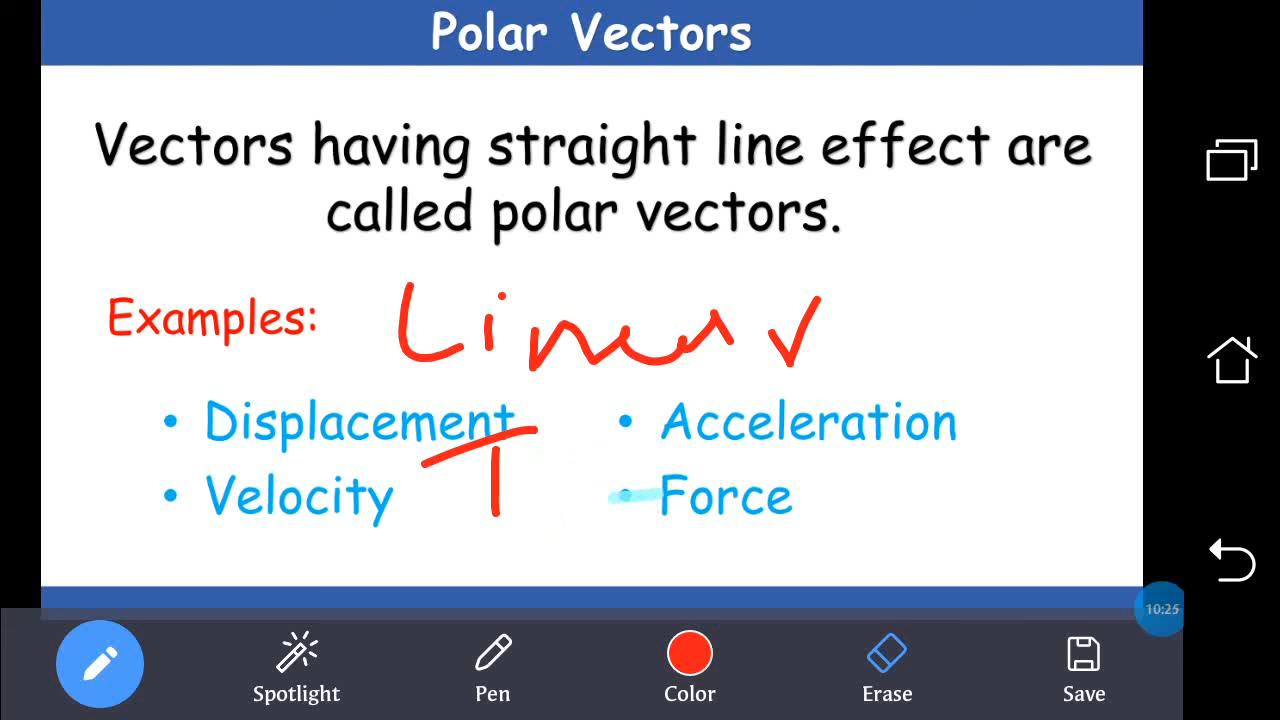 Polar Vectors
Vectors having straight line effect are
called polar vectors.
Examples:
Linear
• Displacement
• Acceleration
T
• Velocity
• Force
10:25
Spotlight
Pen
Color
Erase
Save